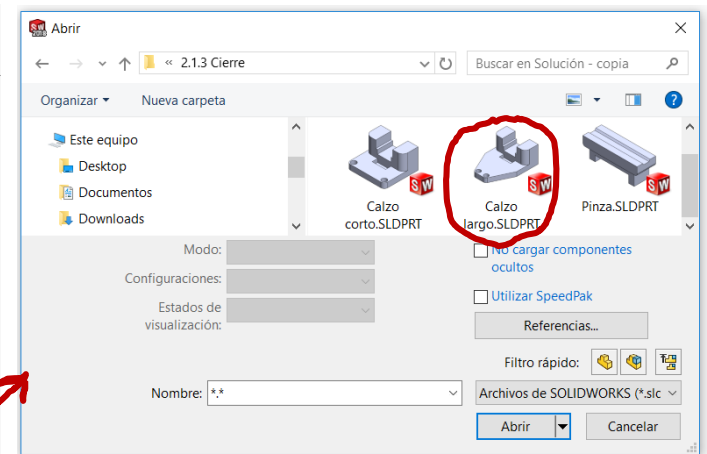 Abrir
« 2.1.3 Cierre
Buscar en Solución - copia
Organizar
Nueva carpeta
Este equipo
Desktop
Documentos
Downloads
Calzo
corto.SLDPRT
Calzo
largo.SLDPRT
Pinza.SLDPRT
Modo:
Configuraciones:
Estados de
visualización:
No cargar componentes
ocultos
Utilizar SpeedPak
Referencias...
Filtro rápido:
Nombre: *.*
Archivos de SOLIDWORKS (*.slc
Abrir
Cancelar